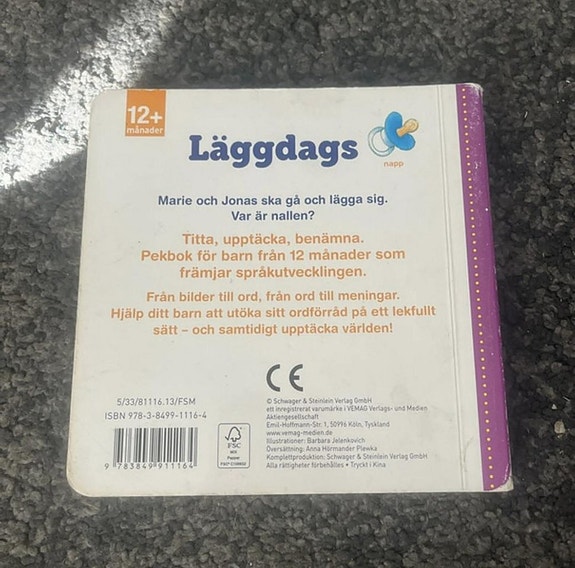 12+
månader
Läggdags
napp
Marie och Jonas ska gå och lägga sig.
Var är nallen?
Titta, upptäcka, benämna.
Pekbok för barn från 12 månader som
främjar språkutvecklingen.
Från bilder till ord, från ord till meningar.
Hjälp ditt barn att utöka sitt ordförråd på ett lekfullt
sätt – och samtidigt upptäcka världen!
CE
5/33/81116.13/FSM
ISBN 978-3-8499-1116-4
9 783849 911164
FSC
MIX
Papier
© Schwager & Steinlein Verlag GmbH
ett inregistrerat varumärke i VEMAG Verlags- und Medien
Aktiengesellschaft
Emil-Hoffmann-Str. 1, 50996 Köln, Tyskland
www.vemag-medien.de
Illustrationer: Barbara Jelenkovich
Översättning: Anna Hörmander Plewka
Komplettproduktion: Schwager & Steinlein Verlag GmbH
Alla rättigheter förbehålles • Tryckt i Kina